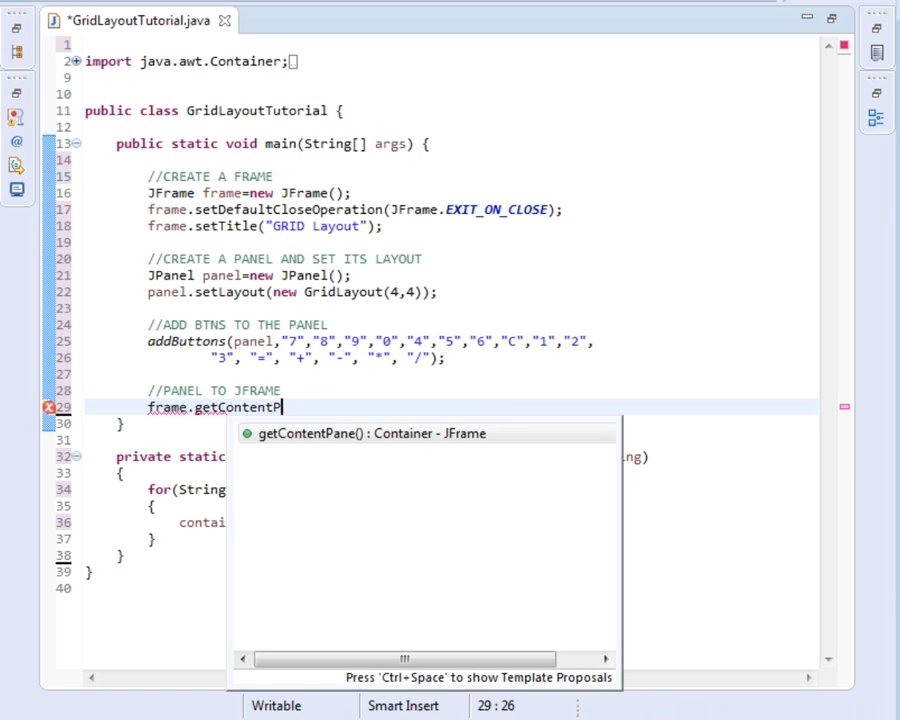 *GridLayoutTutorial.java
1
2 import java.awt.Container;
9
10
11 public class GridLayoutTutorial {
12
13 public static void main(String[] args) {
14
15 //CREATE A FRAME
16 JFrame frame=new JFrame();
17 frame.setDefaultCloseOperation(JFrame.EXIT_ON_CLOSE);
18 frame.setTitle("GRID Layout");
19
20 //CREATE A PANEL AND SET ITS LAYOUT
21 JPanel panel=new JPanel();
22 panel.setLayout(new GridLayout(4,4));
23
24 //ADD BTNS TO THE PANEL
25 addButtons(panel,"7","8","9","0","4","5","6","C","1","2",
26 "3", "=", "+", "-", "*", "/");
27
28 //PANEL TO JFRAME
29 frame.getContentP
getContentPane() : Container - JFrame
30 }
31
32 private static ng)
33 {
34 for(String
35 {
36 contai
37 }
38 }
39 }
40
Press 'Ctrl+Space' to show Template Proposals
Writable Smart Insert 29 : 26